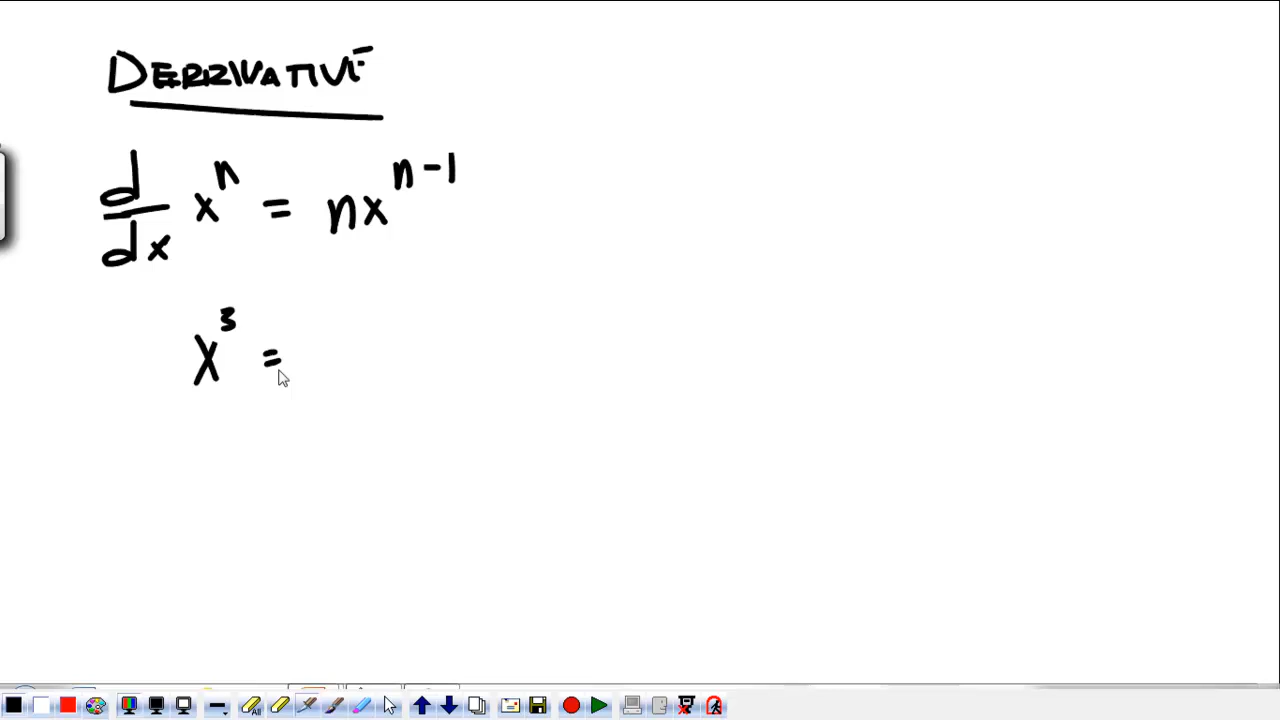 DERIVATIVE
d/dx x^n = nx^(n-1)
x^3 =